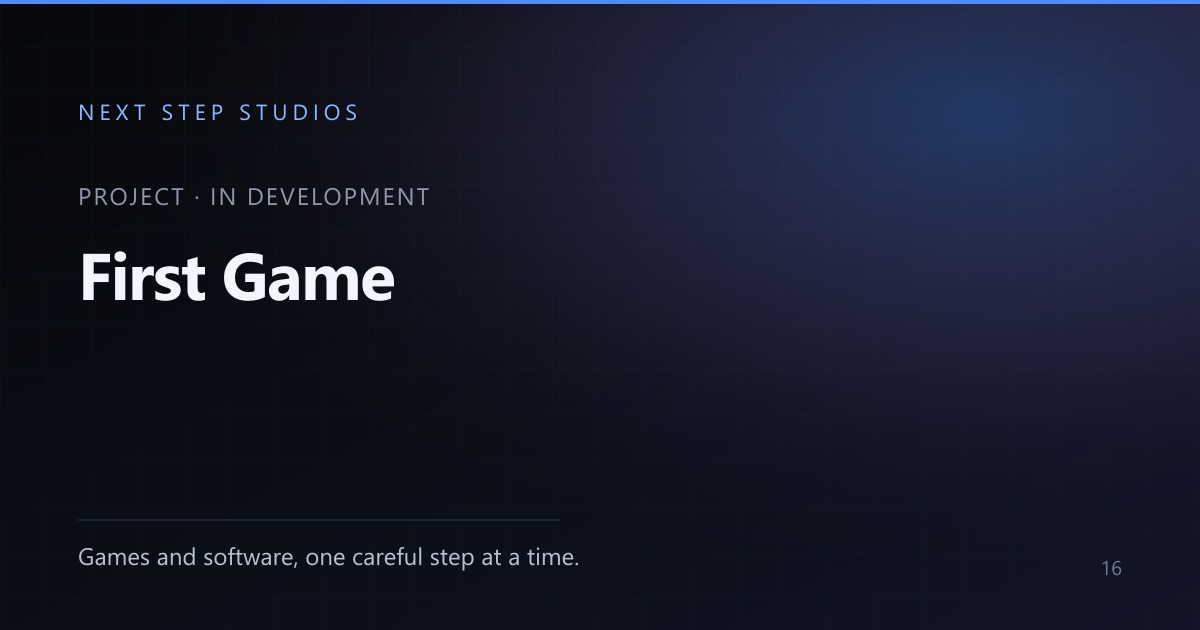 NEXT STEP STUDIOS
PROJECT · IN DEVELOPMENT
First Game
Games and software, one careful step at a time.
16